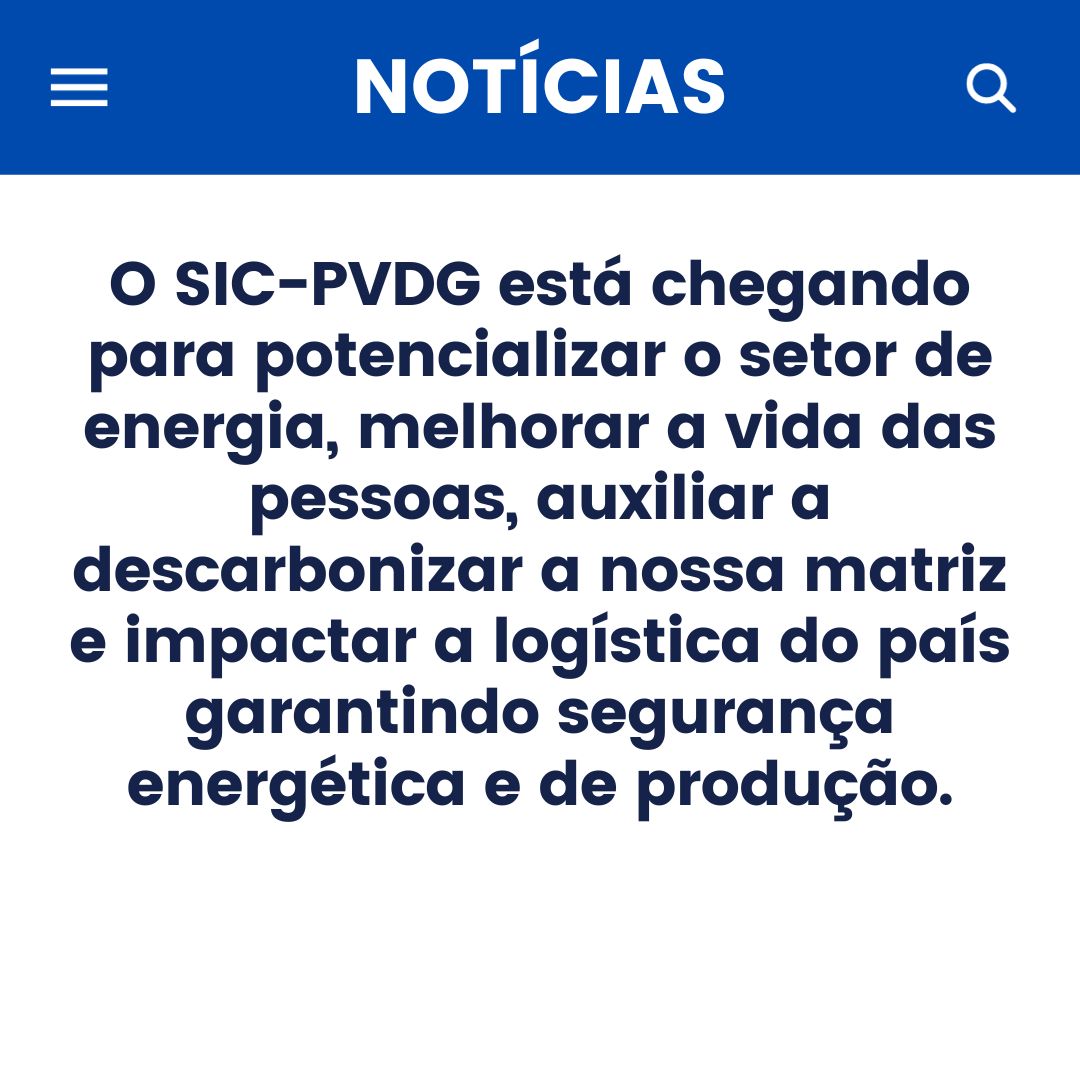 NOTÍCIAS
O SIC-PVDG está chegando
para potencializar o setor de
energia, melhorar a vida das
pessoas, auxiliar a
descarbonizar a nossa matriz
e impactar a logística do país
garantindo segurança
energética e de produção.